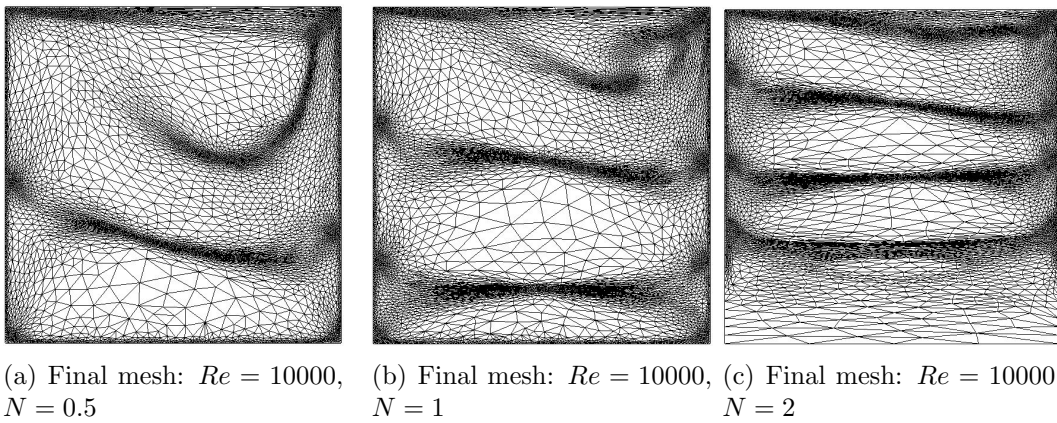 (a) Final mesh: Re = 10000,
N = 0.5
(b) Final mesh: Re = 10000,
N = 1
(c) Final mesh: Re = 10000
N = 2